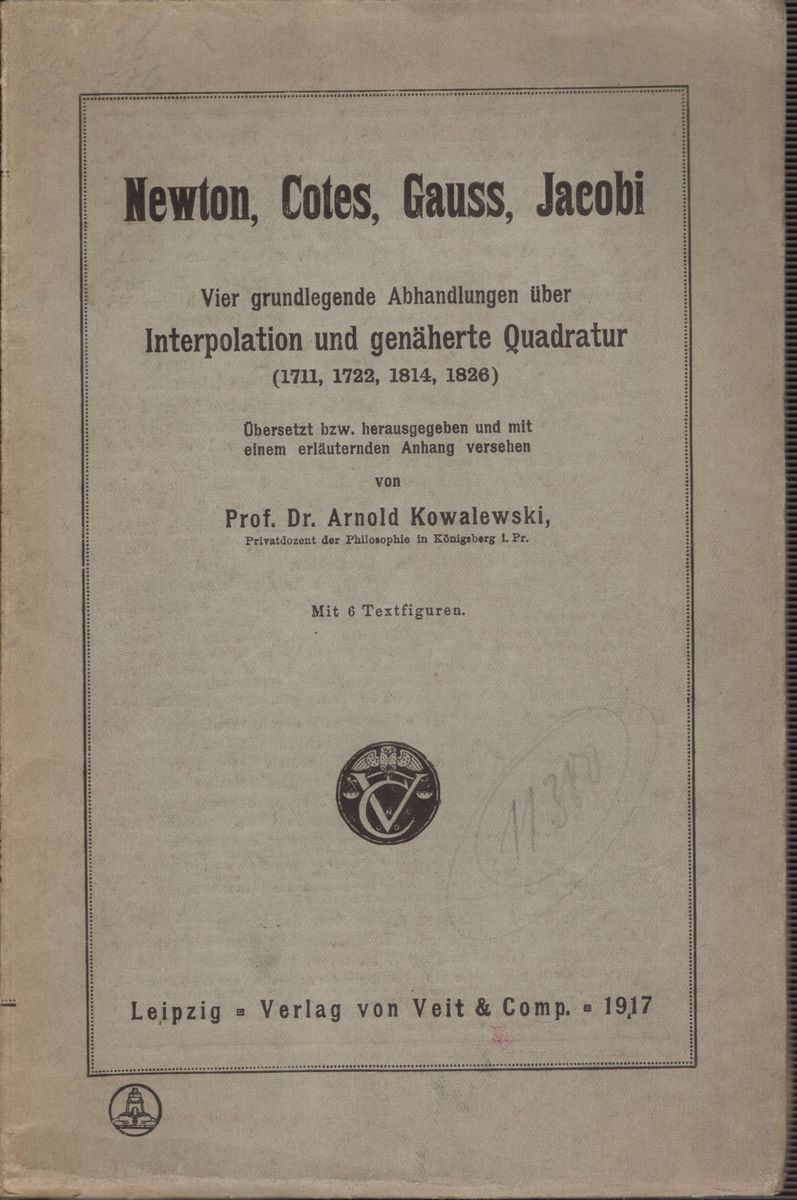 Newton, Cotes, Gauss, Jacobi
Vier grundlegende Abhandlungen über
Interpolation und genäherte Quadratur
(1711, 1722, 1814, 1826)
Übersetzt bzw. herausgegeben und mit
einem erläuternden Anhang versehen
von
Prof. Dr. Arnold Kowalewski,
Privatdozent der Philosophie in Königsberg i. Pr.
Mit 6 Textfiguren.
Leipzig ▫ Verlag von Veit & Comp. ▫ 1917